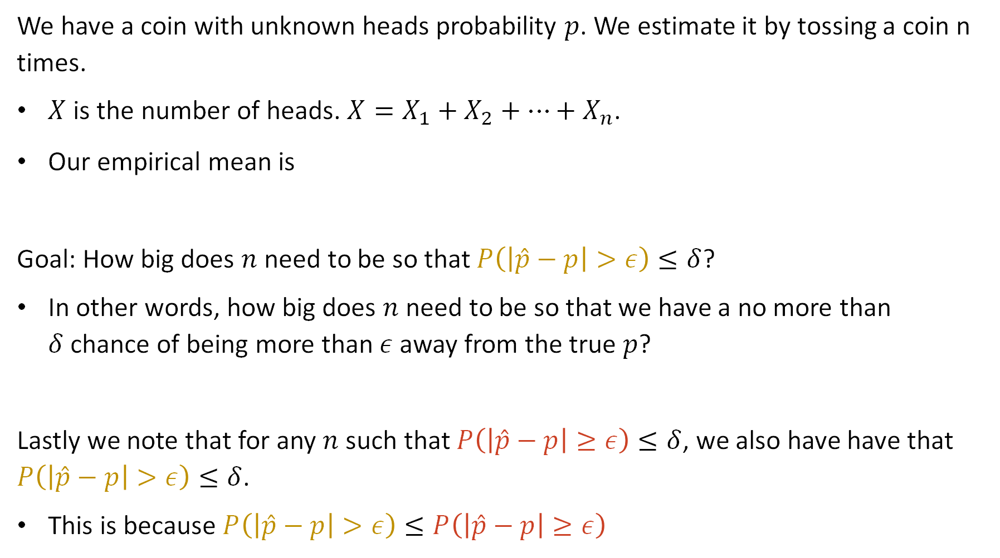 We have a coin with unknown heads probability 𝑝. We estimate it by tossing a coin n
times.
• 𝑋 is the number of heads. 𝑋 = 𝑋₁ + 𝑋₂ + ⋯ + 𝑋ₙ.
• Our empirical mean is
Goal: How big does 𝑛 need to be so that 𝑃(|𝑝̂ − 𝑝| > 𝜖) ≤ 𝛿?
• In other words, how big does 𝑛 need to be so that we have a no more than
𝛿 chance of being more than 𝜖 away from the true 𝑝?
Lastly we note that for any 𝑛 such that 𝑃(|𝑝̂ − 𝑝| ≥ 𝜖) ≤ 𝛿, we also have have that
𝑃(|𝑝̂ − 𝑝| > 𝜖) ≤ 𝛿.
• This is because 𝑃(|𝑝̂ − 𝑝| > 𝜖) ≤ 𝑃(|𝑝̂ − 𝑝| ≥ 𝜖)